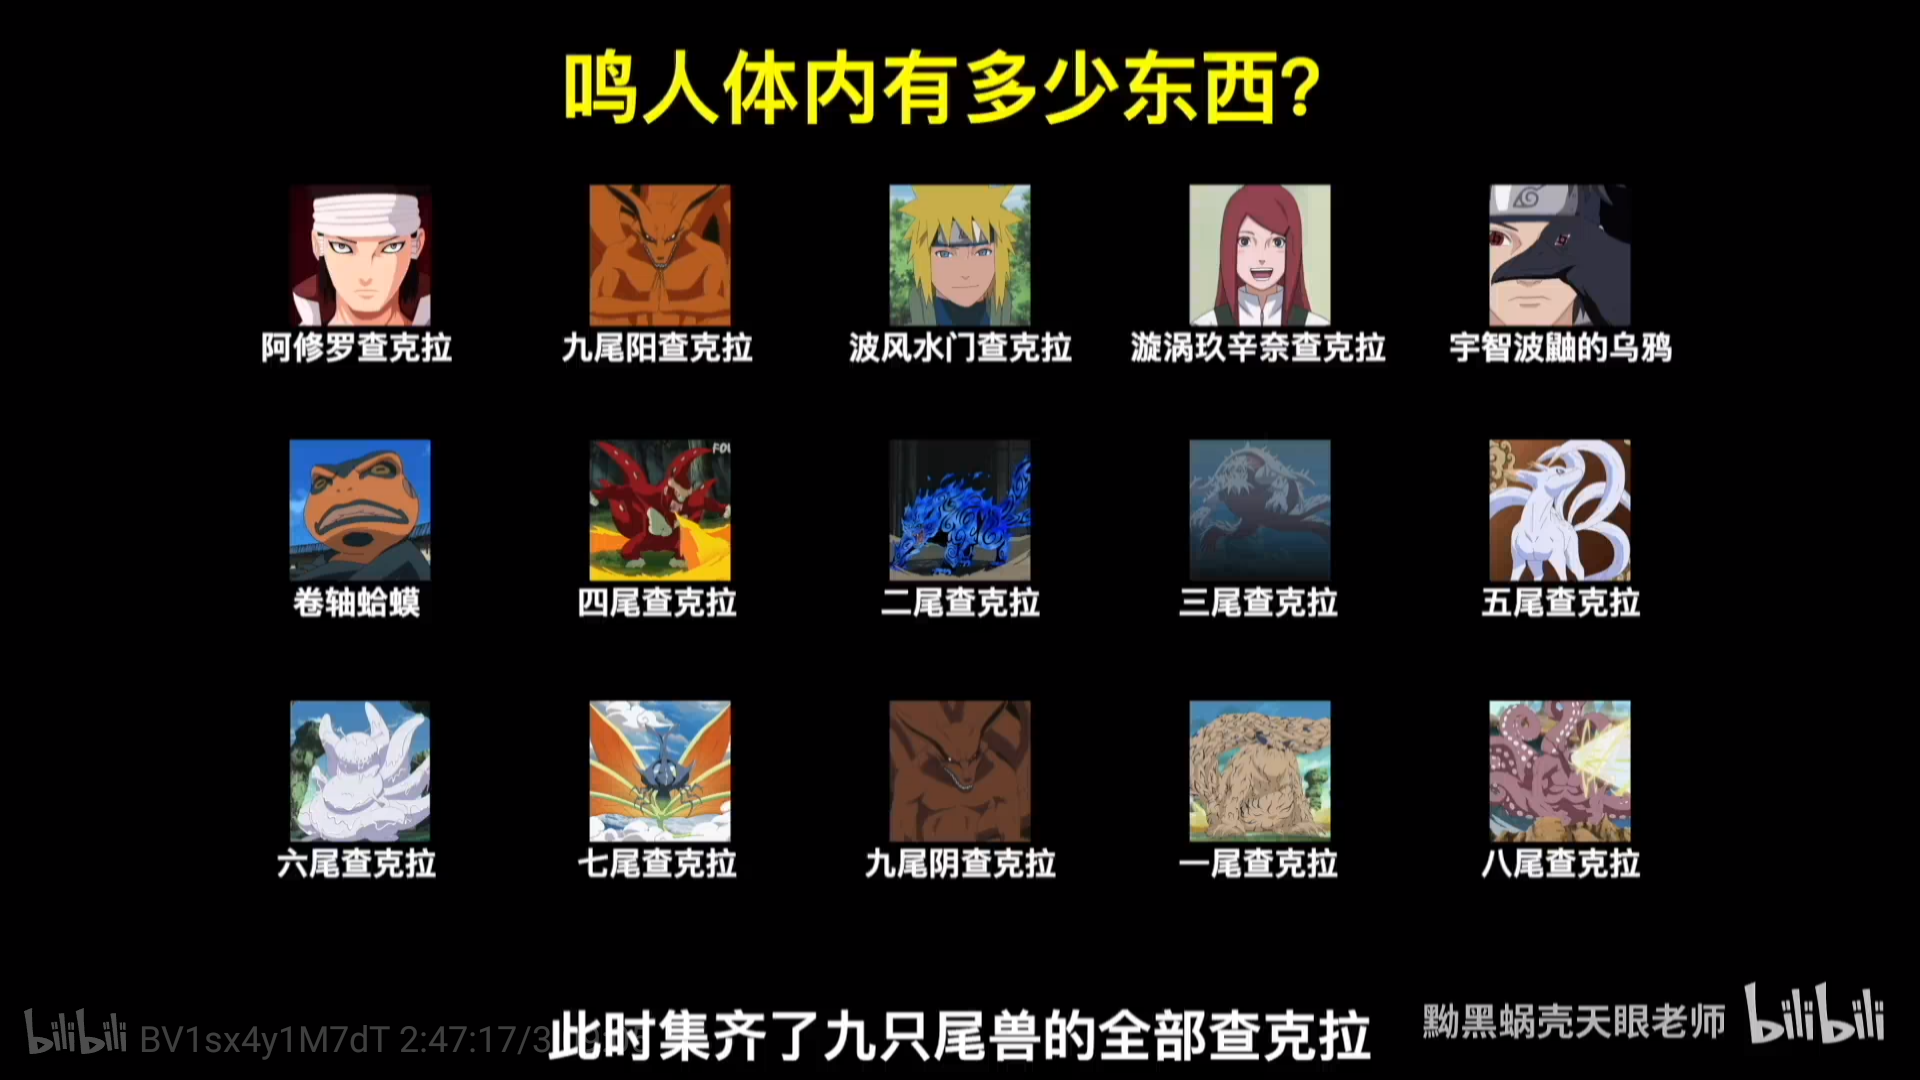 鸣人体内有多少东西?
阿修罗查克拉
九尾阳查克拉
波风水门查克拉
漩涡玖辛奈查克拉
宇智波鼬的乌鸦
卷轴蛤蟆
四尾查克拉
二尾查克拉
三尾查克拉
五尾查克拉
六尾查克拉
七尾查克拉
九尾阴查克拉
一尾查克拉
八尾查克拉
此时集齐了九只尾兽的全部查克拉
bilibili BV1sx4y1M7dT 2:47:17/3
黝黑蜗壳天眼老师 bilibili